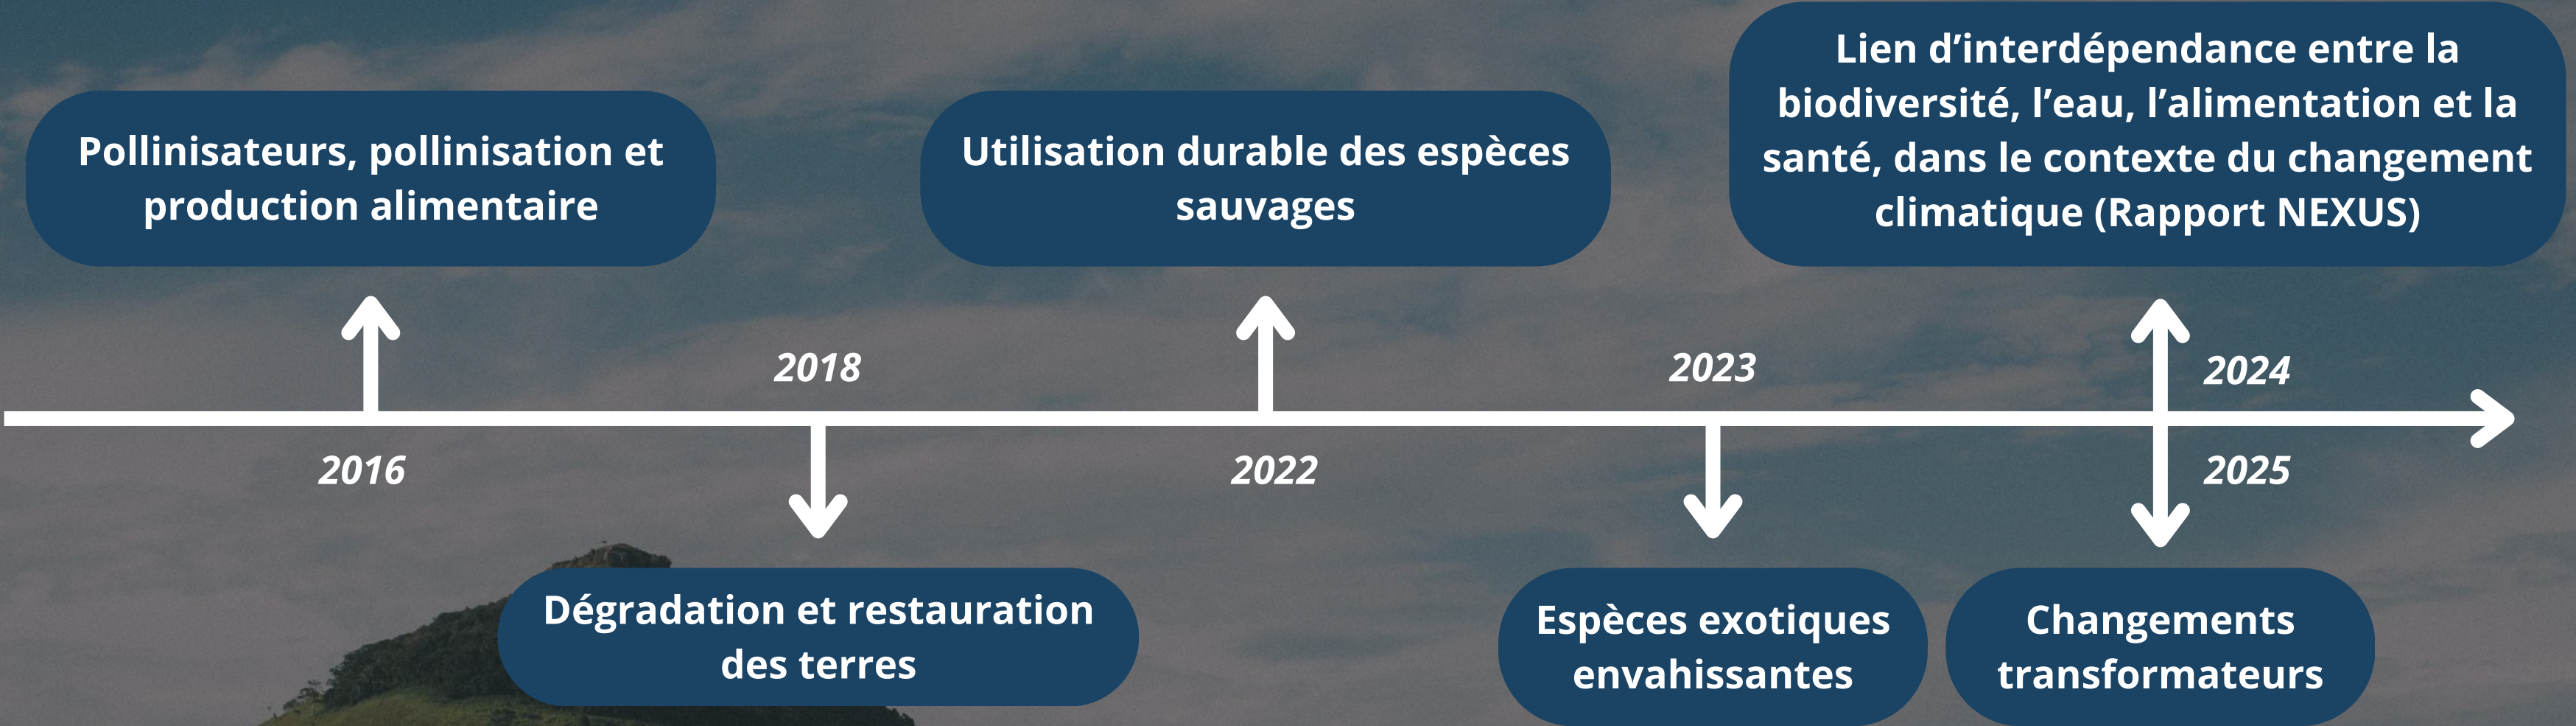 Pollinisateurs, pollinisation et
production alimentaire
2016
2018
Dégradation et restauration
des terres
Utilisation durable des espèces
sauvages
2022
2023
Espèces exotiques
envahissantes
Lien d’interdépendance entre la
biodiversité, l’eau, l’alimentation et la
santé, dans le contexte du changement
climatique (Rapport NEXUS)
2024
2025
Changements
transformateurs